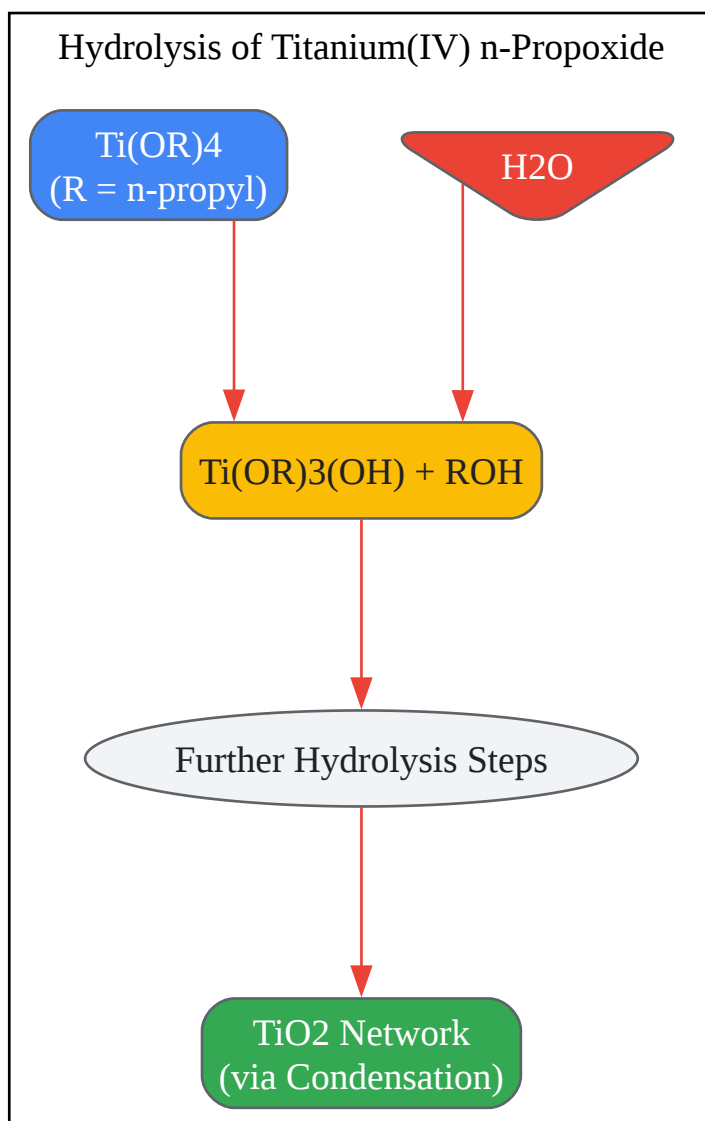 Hydrolysis of Titanium(IV) n-Propoxide
Ti(OR)4
(R = n-propyl)
H2O
Ti(OR)3(OH) + ROH
Further Hydrolysis Steps
TiO2 Network
(via Condensation)